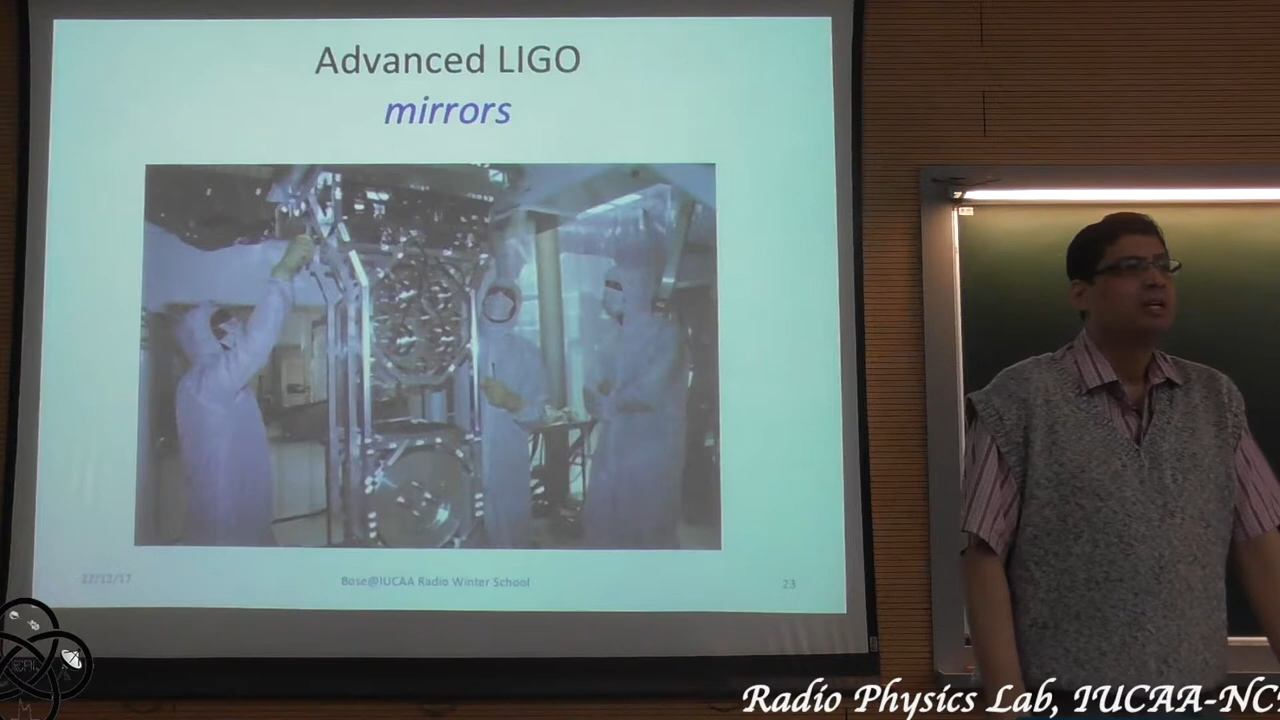 Advanced LIGO
mirrors
22/12/17
Bose@IUCAA Radio Winter School
23
Radio Physics Lab, IUCAA-NC